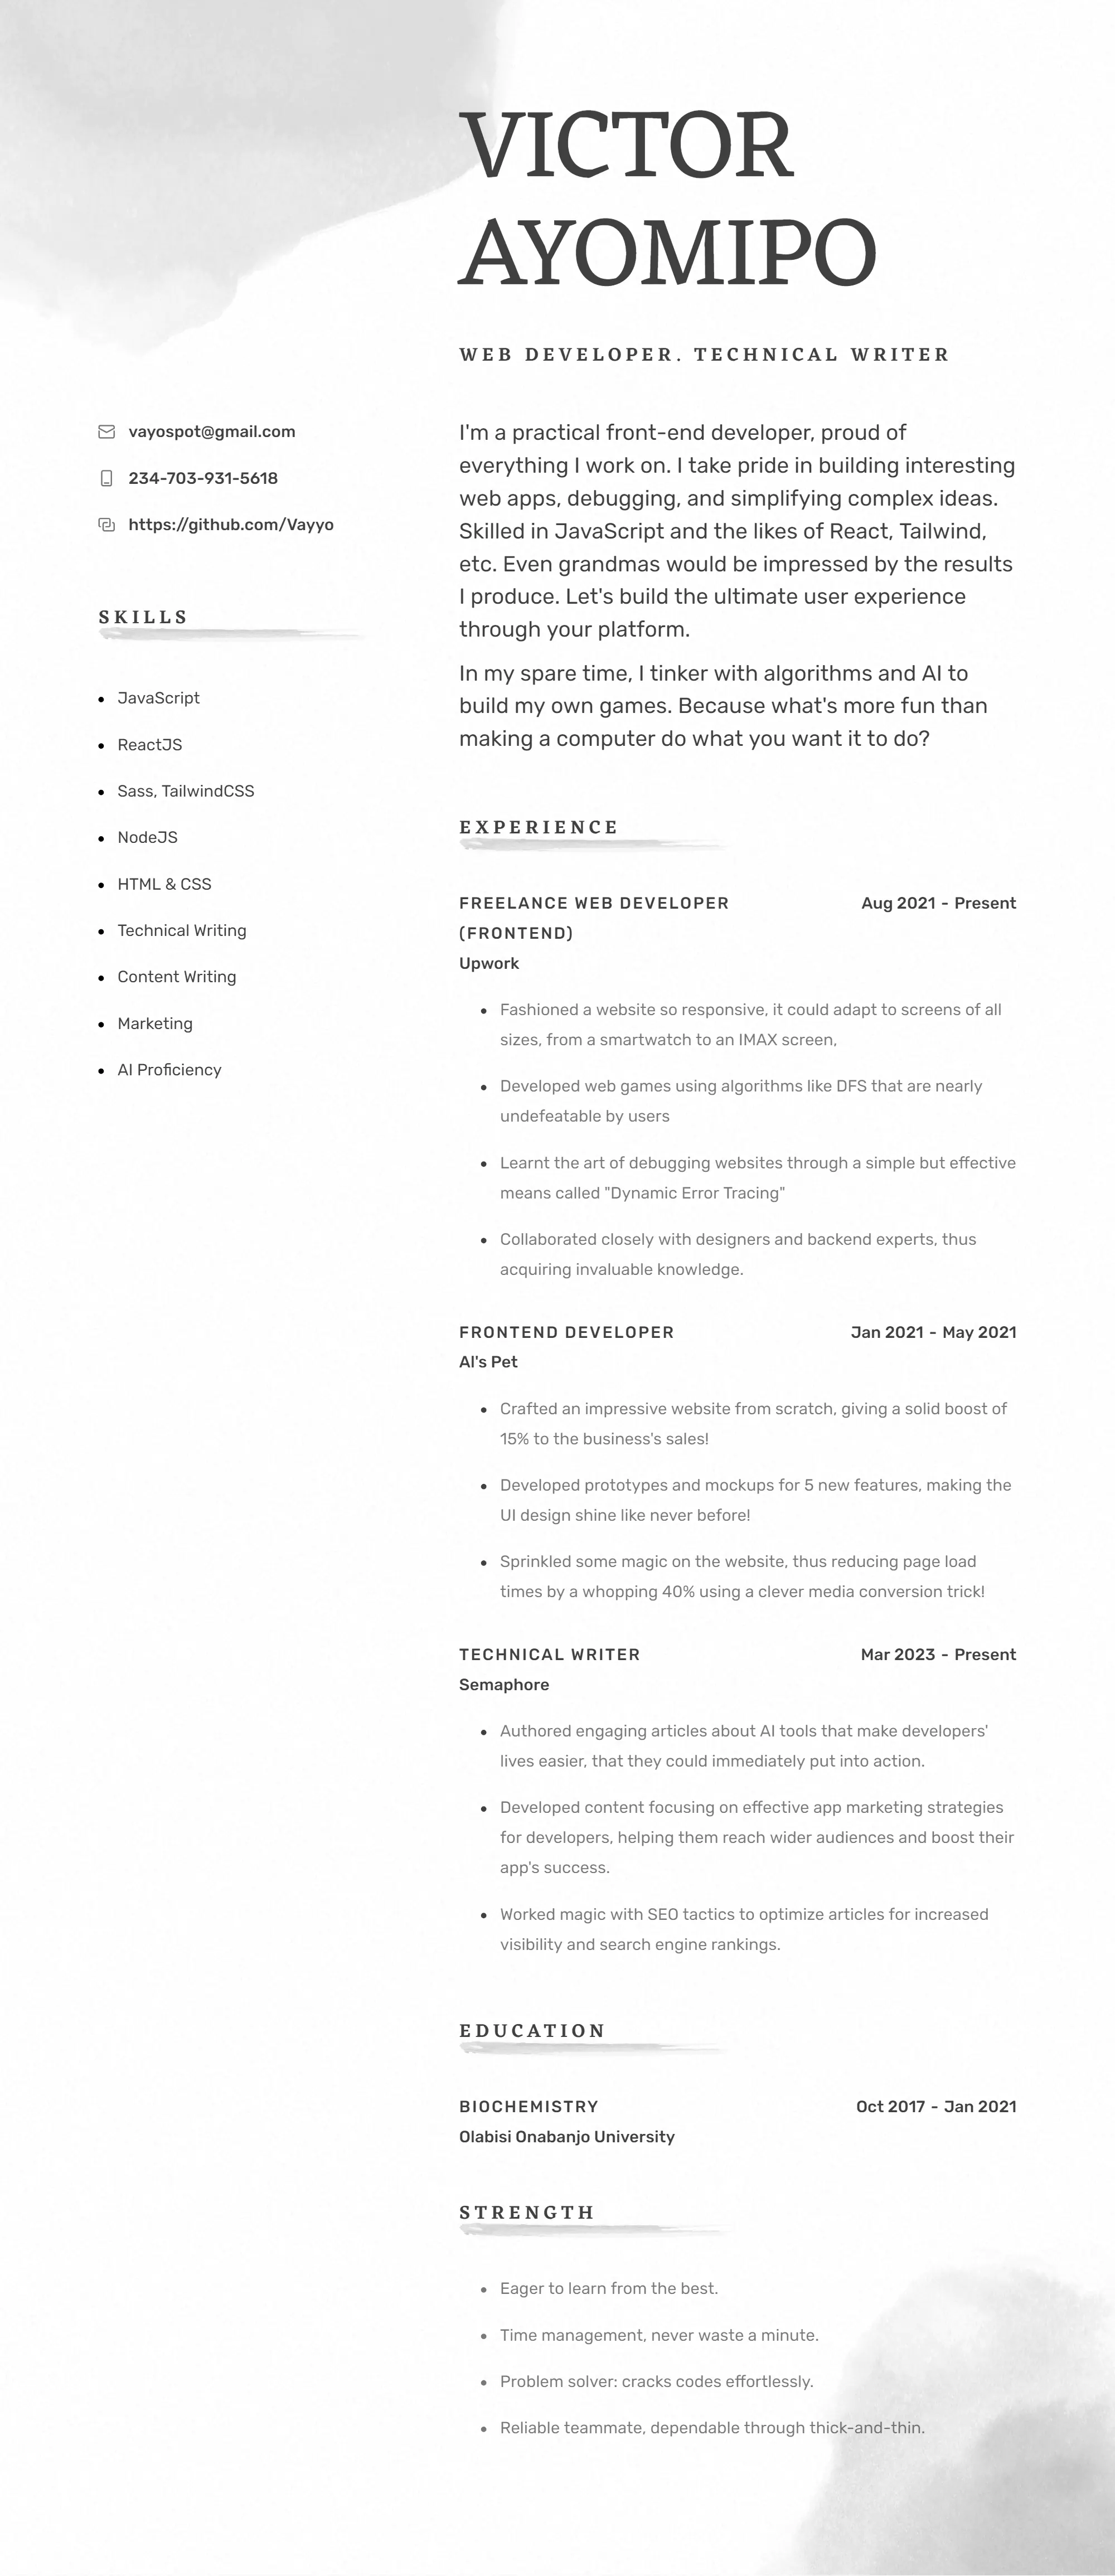 VICTOR
AYOMIPO
WEB DEVELOPER. TECHNICAL WRITER
vayospot@gmail.com
234-703-931-5618
https://github.com/Vayyo
SKILLS
JavaScript
ReactJS
Sass, TailwindCSS
NodeJS
HTML & CSS
Technical Writing
Content Writing
Marketing
AI Proficiency
I'm a practical front-end developer, proud of
everything I work on. I take pride in building interesting
web apps, debugging, and simplifying complex ideas.
Skilled in JavaScript and the likes of React, Tailwind,
etc. Even grandmas would be impressed by the results
I produce. Let's build the ultimate user experience
through your platform.
In my spare time, I tinker with algorithms and AI to
build my own games. Because what's more fun than
making a computer do what you want it to do?
EXPERIENCE
FREELANCE WEB DEVELOPER Aug 2021 - Present
(FRONTEND)
Upwork
Fashioned a website so responsive, it could adapt to screens of all
sizes, from a smartwatch to an IMAX screen,
Developed web games using algorithms like DFS that are nearly
undefeatable by users
Learnt the art of debugging websites through a simple but effective
means called "Dynamic Error Tracing"
Collaborated closely with designers and backend experts, thus
acquiring invaluable knowledge.
FRONTEND DEVELOPER Jan 2021 - May 2021
Al's Pet
Crafted an impressive website from scratch, giving a solid boost of
15% to the business's sales!
Developed prototypes and mockups for 5 new features, making the
UI design shine like never before!
Sprinkled some magic on the website, thus reducing page load
times by a whopping 40% using a clever media conversion trick!
TECHNICAL WRITER Mar 2023 - Present
Semaphore
Authored engaging articles about AI tools that make developers'
lives easier, that they could immediately put into action.
Developed content focusing on effective app marketing strategies
for developers, helping them reach wider audiences and boost their
app's success.
Worked magic with SEO tactics to optimize articles for increased
visibility and search engine rankings.
EDUCATION
BIOCHEMISTRY Oct 2017 - Jan 2021
Olabisi Onabanjo University
STRENGTH
Eager to learn from the best.
Time management, never waste a minute.
Problem solver: cracks codes effortlessly.
Reliable teammate, dependable through thick-and-thin.